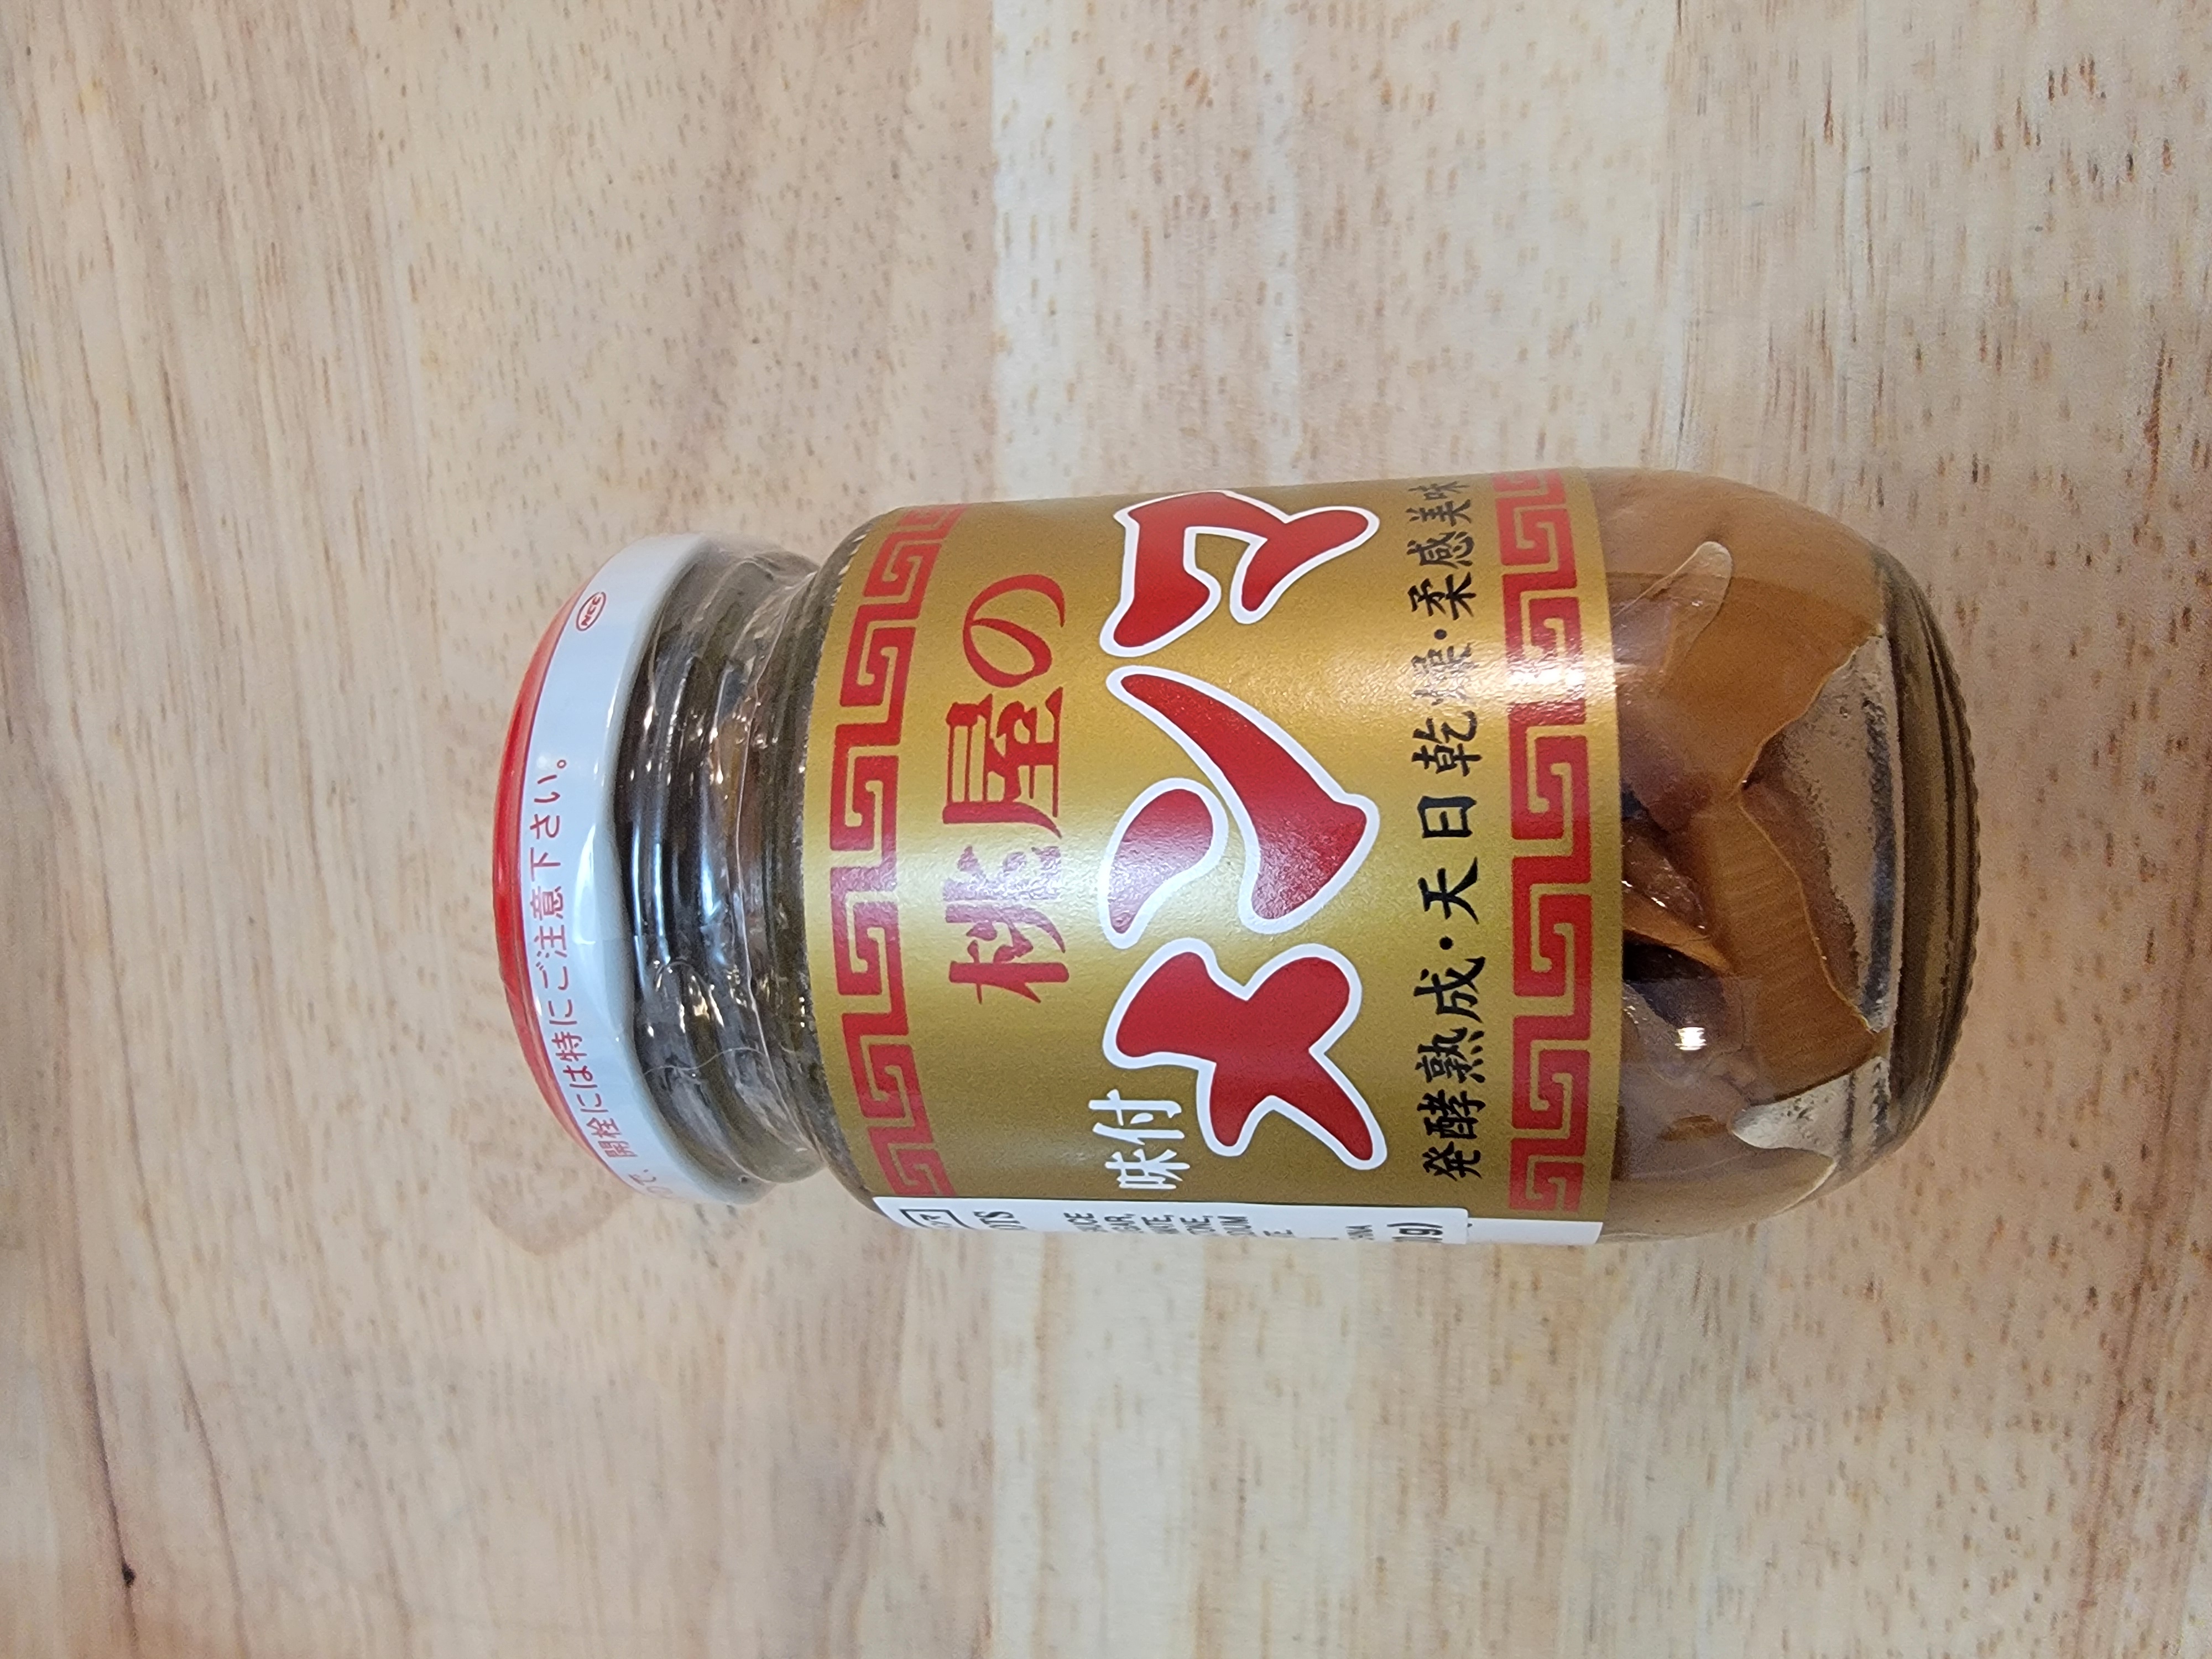 開栓には特にご注意下さい。
桃屋の
味付
メンマ
発酵熟成・天日乾燥・柔感美味
g)